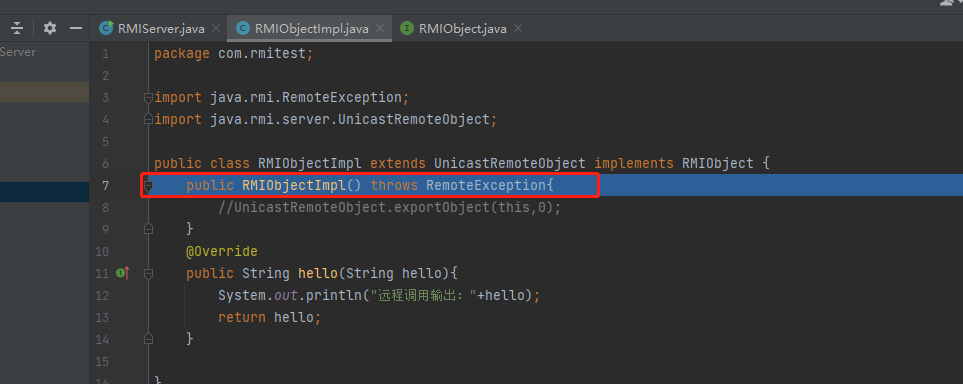 Server
RMIServer.java
RMIObjectImpl.java
RMIObject.java
1 package com.rmitest;
2
3 import java.rmi.RemoteException;
4 import java.rmi.server.UnicastRemoteObject;
5
6 public class RMIObjectImpl extends UnicastRemoteObject implements RMIObject {
7 public RMIObjectImpl() throws RemoteException{
8 //UnicastRemoteObject.exportObject(this,0);
9 }
10 @Override
11 public String hello(String hello){
12 System.out.println("远程调用输出："+hello);
13 return hello;
14 }
15
16 }